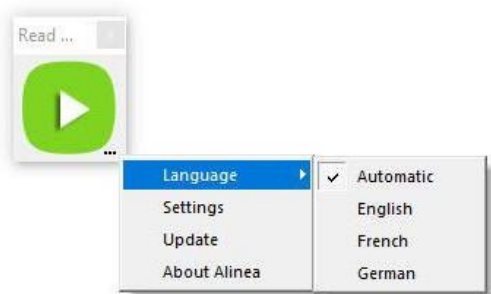 Read ...
Language
Settings
Update
About Alinea
Automatic
English
French
German